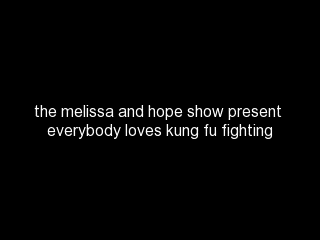 the melissa and hope show present
everybody loves kung fu fighting